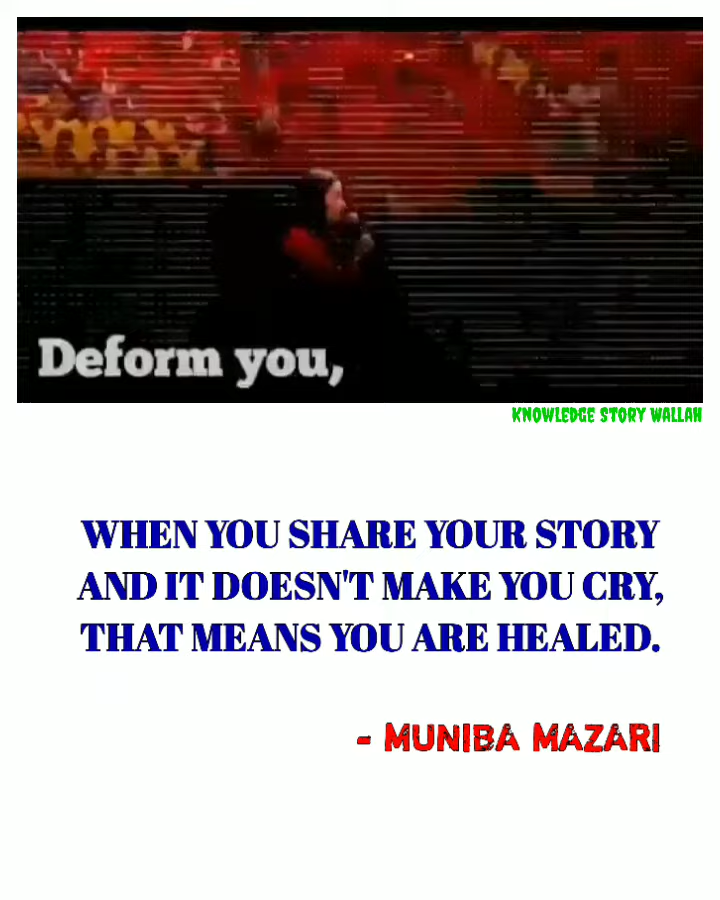 Deform you,
KNOWLEDGE STORY WALLAH
WHEN YOU SHARE YOUR STORY
AND IT DOESN'T MAKE YOU CRY,
THAT MEANS YOU ARE HEALED.
- MUNIBA MAZARI